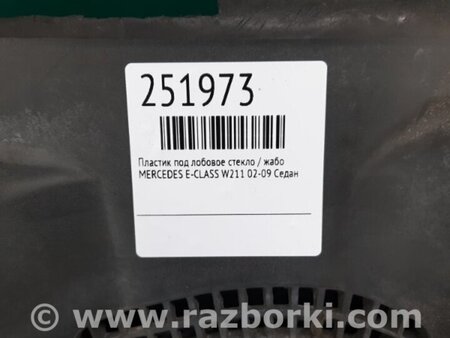 251973
Пластик под лобовое стекло / жабо
MERCEDES E-CLASS W211 02-09 Седан
© www.razborki.com